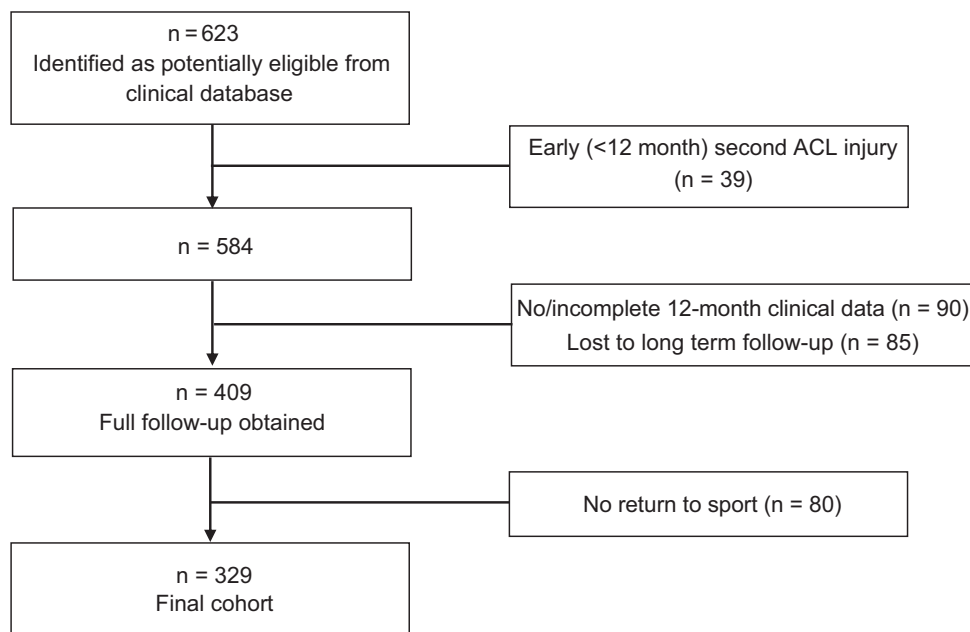 n = 623
Identified as potentially eligible from
clinical database
Early (<12 month) second ACL injury
(n = 39)
n = 584
No/incomplete 12-month clinical data (n = 90)
Lost to long term follow-up (n = 85)
n = 409
Full follow-up obtained
No return to sport (n = 80)
n = 329
Final cohort